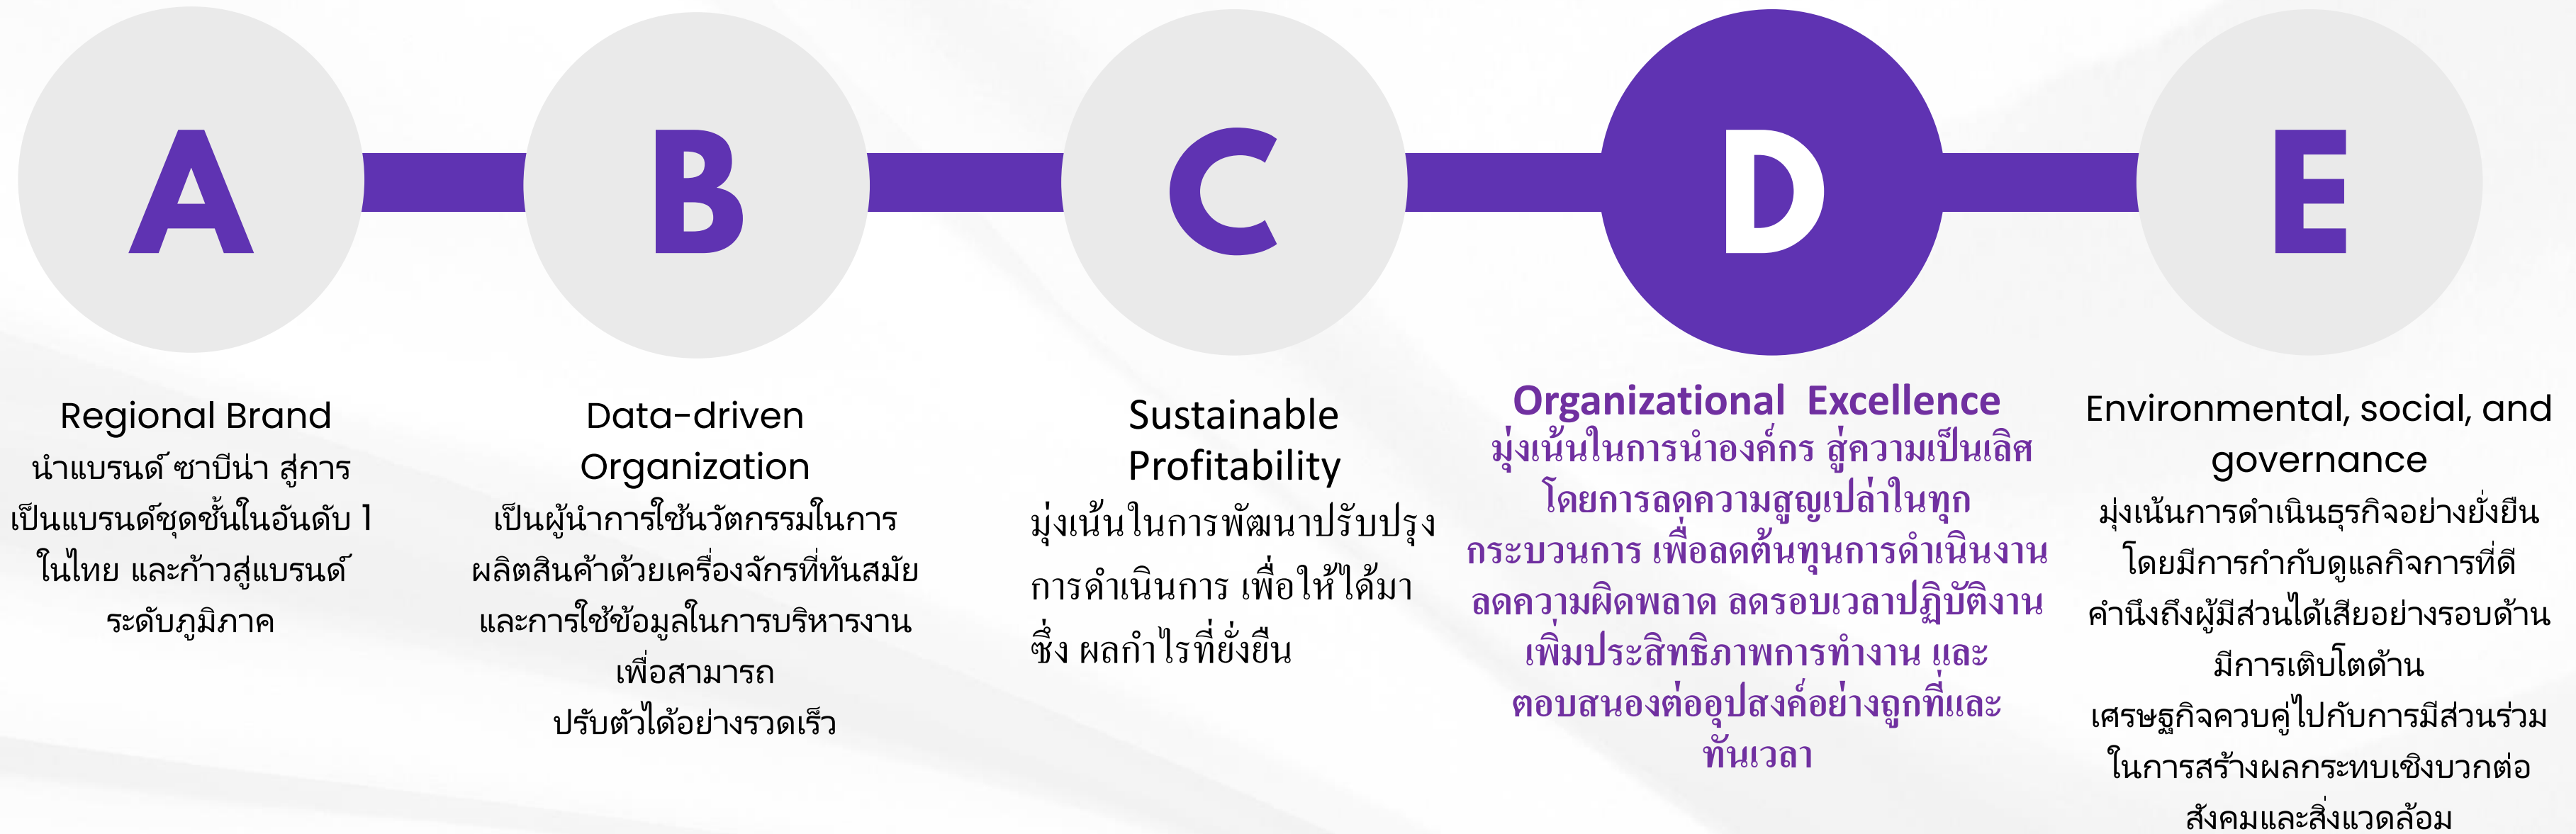 A
B
C
D
E
Regional Brand
นำแบรนด์ ซาบีน่า สู่การ
เป็นแบรนด์ชุดชั้นในอันดับ 1
ในไทย และก้าวสู่แบรนด์
ระดับภูมิภาค
Data-driven
Organization
เป็นผู้นำการใช้นวัตกรรมในการ
ผลิตสินค้าด้วยเครื่องจักรที่ทันสมัย
และการใช้ข้อมูลในการบริหารงาน
เพื่อสามารถ
ปรับตัวได้อย่างรวดเร็ว
Sustainable
Profitability
มุ่งเน้นในการพัฒนาปรับปรุง
การดำเนินการ เพื่อให้ได้มา
ซึ่ง ผลกำไรที่ยั่งยืน
Organizational Excellence
มุ่งเน้นในการนำองค์กร สู่ความเป็นเลิศ
โดยการลดความสูญเปล่าในทุก
กระบวนการ เพื่อลดต้นทุนการดำเนินงาน
ลดความผิดพลาด ลดรอบเวลาปฏิบัติงาน
เพิ่มประสิทธิภาพการทำงาน และ
ตอบสนองต่ออุปสงค์อย่างถูกที่และ
ทันเวลา
Environmental, social, and
governance
มุ่งเน้นการดำเนินธุรกิจอย่างยั่งยืน
โดยมีการกำกับดูแลกิจการที่ดี
คำนึงถึงผู้มีส่วนได้เสียอย่างรอบด้าน
มีการเติบโตด้าน
เศรษฐกิจควบคู่ไปกับการมีส่วนร่วม
ในการสร้างผลกระทบเชิงบวกต่อ
สังคมและสิ่งแวดล้อม